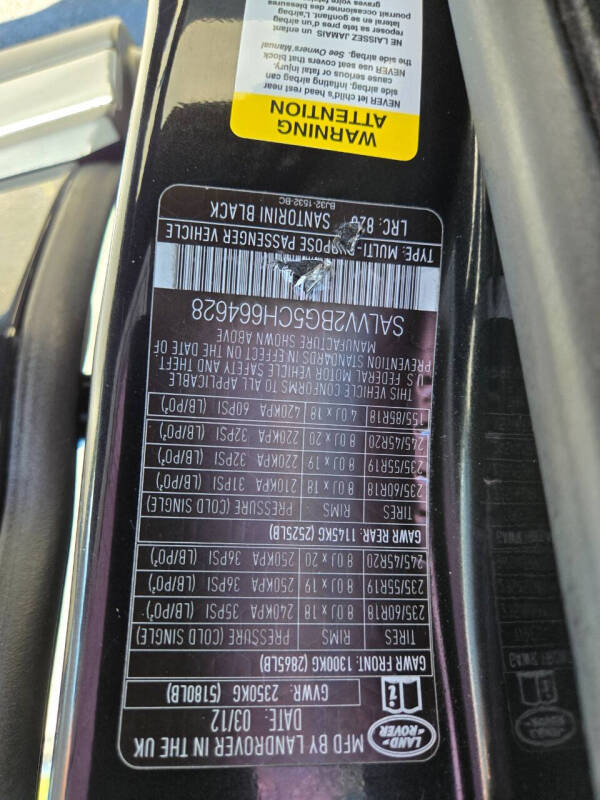 LAND
ROVER
MFD BY LANDROVER IN THE UK
DATE: 03/12
GVWR: 2350KG (5180LB)
GAWR FRONT: 1300KG (2865LB)
TIRES RIMS PRESSURE (COLD SINGLE)
235/60R18 8.0J x 18 240KPA 35PSI (LB/PO²)
235/55R19 8.0J x 19 250KPA 36PSI (LB/PO²)
245/45R20 8.0J x 20 250KPA 36PSI (LB/PO²)
GAWR REAR: 1145KG (2525LB)
TIRES RIMS PRESSURE (COLD SINGLE)
235/60R18 8.0J x 18 210KPA 31PSI (LB/PO²)
235/55R19 8.0J x 19 220KPA 32PSI (LB/PO²)
245/45R20 8.0J x 20 220KPA 32PSI (LB/PO²)
155/85R18 4.0J x 18 420KPA 60PSI (LB/PO²)
THIS VEHICLE CONFORMS TO ALL APPLICABLE
U S FEDERAL MOTOR VEHICLE SAFETY AND THEFT
PREVENTION STANDARDS IN EFFECT ON THE DATE OF
MANUFACTURE SHOWN ABOVE
SALVV2BG5CH664628
TYPE: MULTI-PURPOSE PASSENGER VEHICLE
LRC: 820 SANTORINI BLACK
BJ32-1532-BC
WARNING
ATTENTION
NEVER let child's head rest near
side airbag, inflating airbag can
cause serious or fatal injury.
NEVER use seat covers that block
the side airbag. See Owners Manual
NE LAISSEZ JAMAIS un enfant
reposer sa tete pres d'un airbag
lateral en se gonflant. L'airbag
pourrait occasionner des blessures